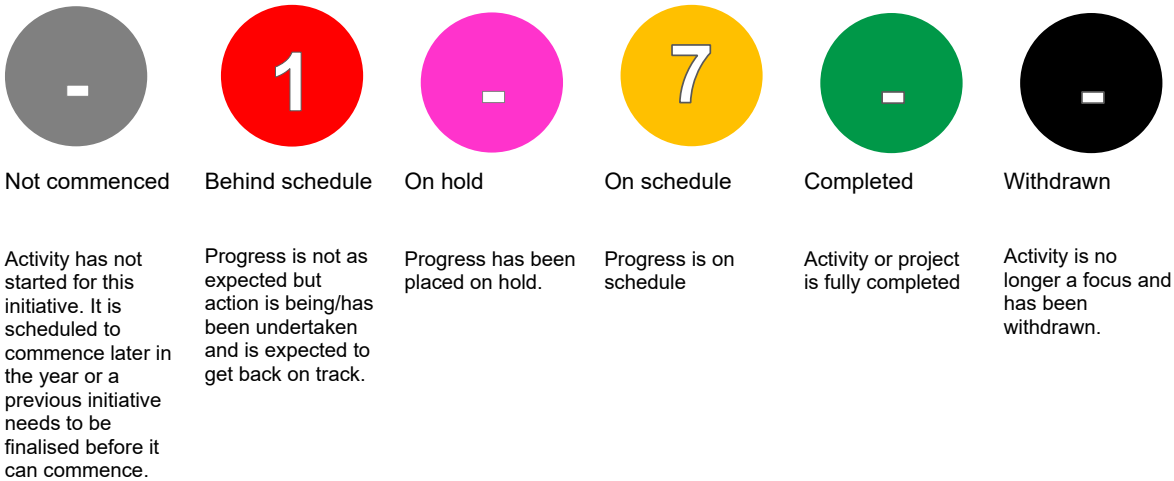 -
1
-
7
-
-
Not commenced
Behind schedule
On hold
On schedule
Completed
Withdrawn
Activity has not
started for this
initiative. It is
scheduled to
commence later in
the year or a
previous initiative
needs to be
finalised before it
can commence.
Progress is not as
expected but
action is being/has
been undertaken
and is expected to
get back on track.
Progress has been
placed on hold.
Progress is on
schedule
Activity or project
is fully completed
Activity is no
longer a focus and
has been
withdrawn.